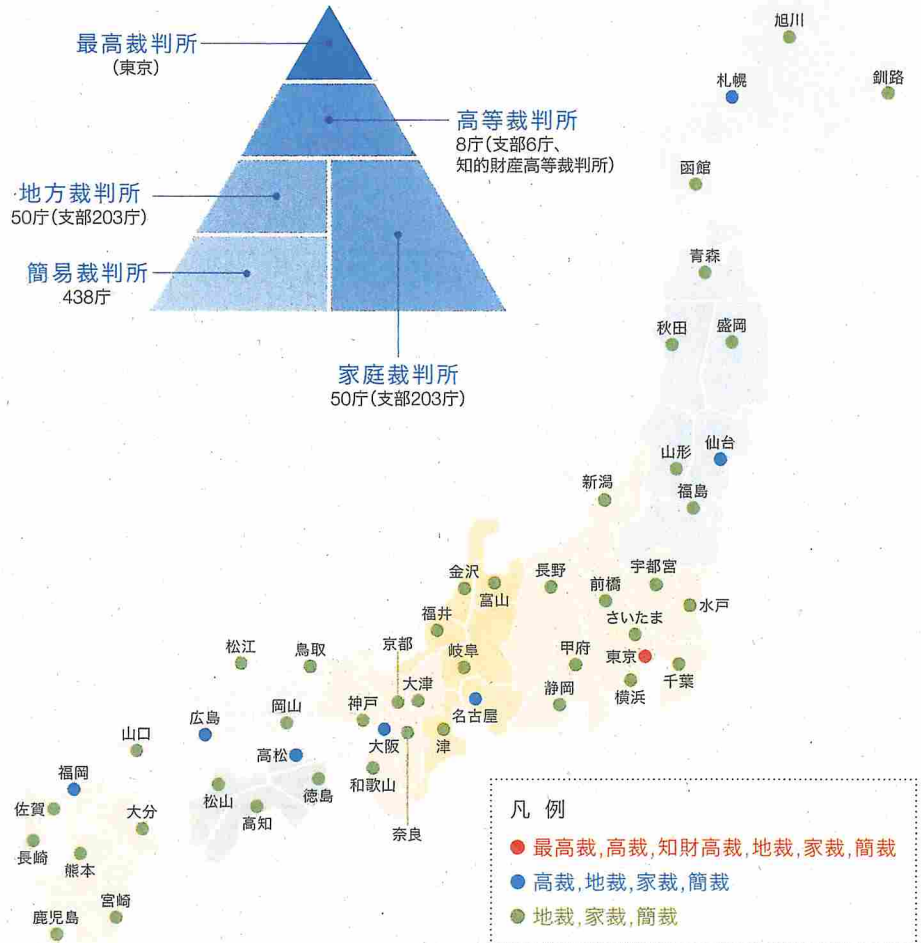 最高裁判所
(東京)
高等裁判所
8庁(支部6庁、
知的財産高等裁判所)
地方裁判所
50庁(支部203庁)
簡易裁判所
438庁
家庭裁判所
50庁(支部203庁)
旭川
札幌
釧路
函館
青森
秋田
盛岡
仙台
山形
福島
新潟
金沢
富山
長野
前橋
宇都宮
水戸
さいたま
福井
京都
岐阜
甲府
東京
千葉
横浜
静岡
松江
鳥取
大津
神戸
名古屋
岡山
広島
山口
高松
大阪
津
和歌山
奈良
福岡
佐賀
大分
松山
高知
徳島
長崎
熊本
宮崎
鹿児島
凡例
最高裁,高裁,知財高裁,地裁,家裁,簡裁
高裁,地裁,家裁,簡裁
地裁,家裁,簡裁